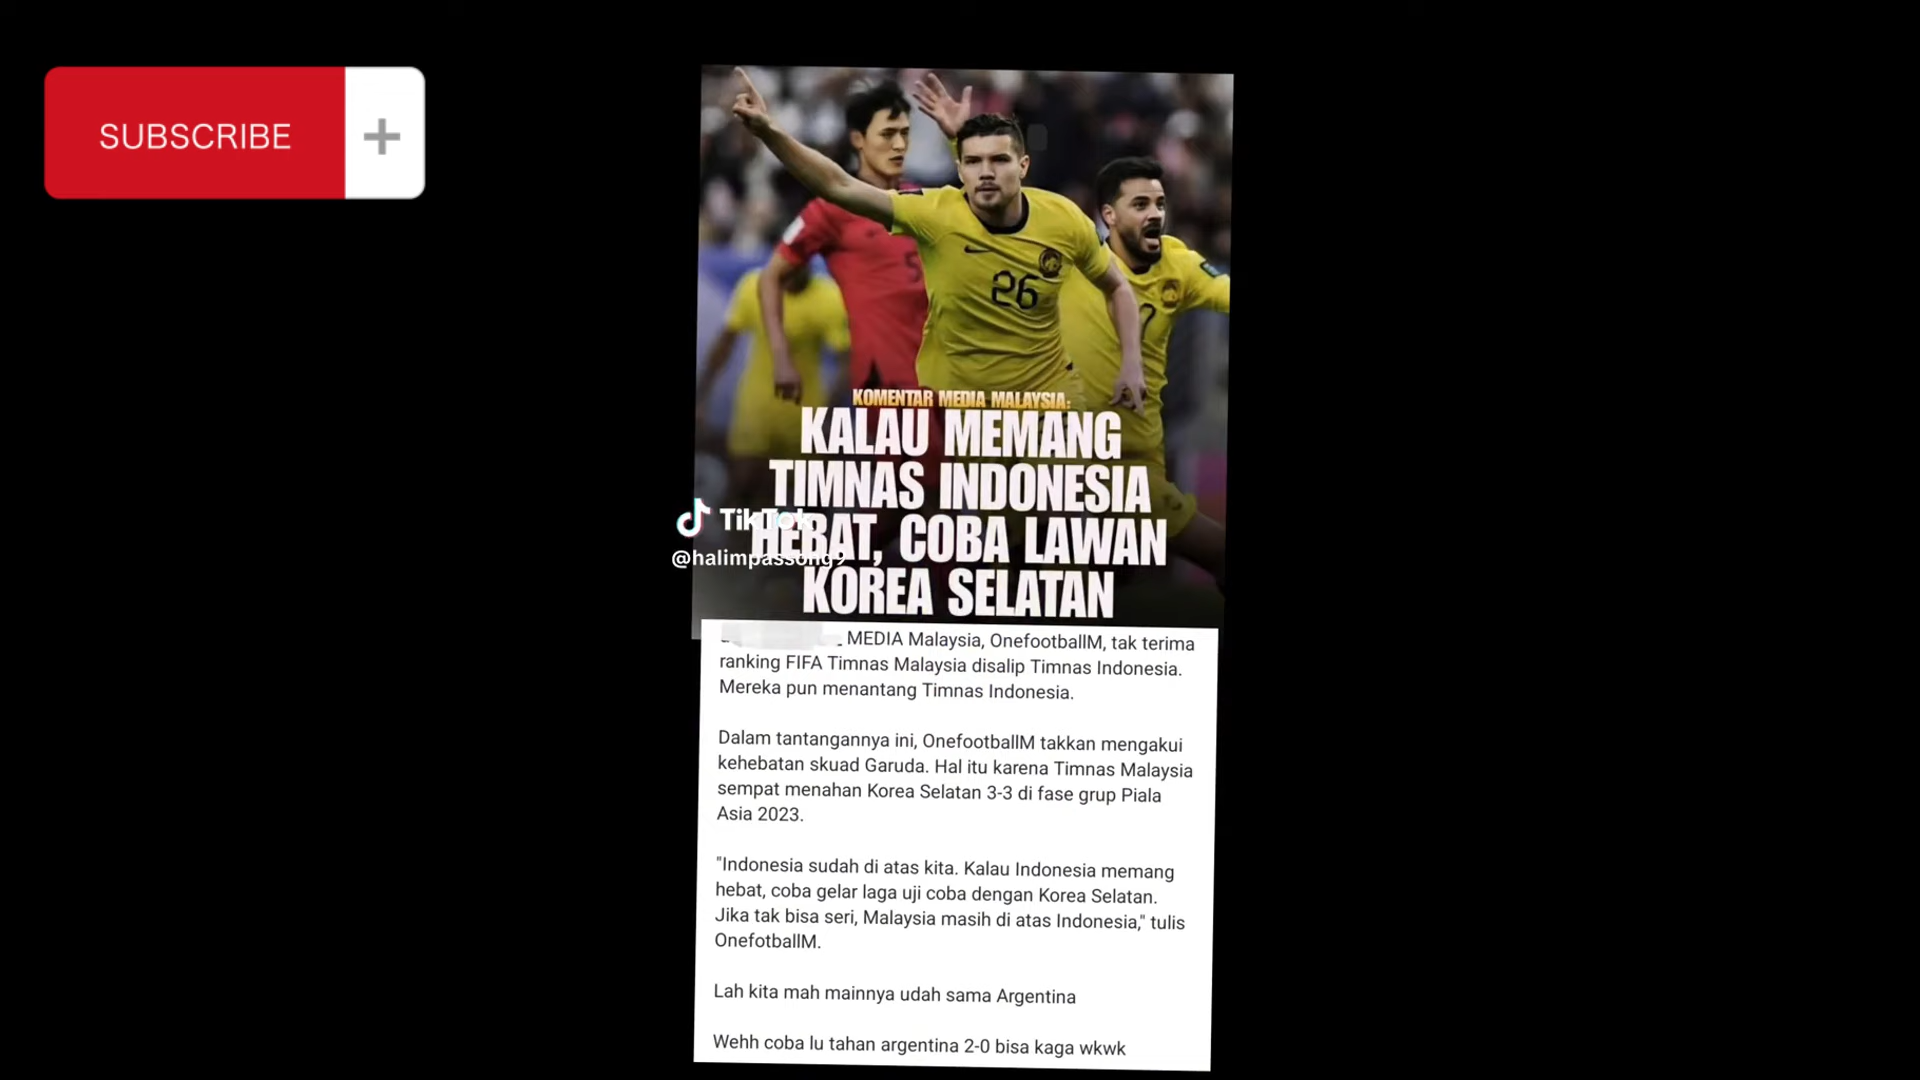 SUBSCRIBE +
5
26
KOMENTAR MEDIA MALAYSIA:
KALAU MEMANG
TIMNAS INDONESIA
HEBAT, COBA LAWAN
KOREA SELATAN
TikTok
@halimpassong9
MEDIA Malaysia, OnefootballM, tak terima
ranking FIFA Timnas Malaysia disalip Timnas Indonesia.
Mereka pun menantang Timnas Indonesia.
Dalam tantangannya ini, OnefootballM takkan mengakui
kehebatan skuad Garuda. Hal itu karena Timnas Malaysia
sempat menahan Korea Selatan 3-3 di fase grup Piala
Asia 2023.
"Indonesia sudah di atas kita. Kalau Indonesia memang
hebat, coba gelar laga uji coba dengan Korea Selatan.
Jika tak bisa seri, Malaysia masih di atas Indonesia," tulis
OnefotballM.
Lah kita mah mainnya udah sama Argentina
Wehh coba lu tahan argentina 2-0 bisa kaga wkwk